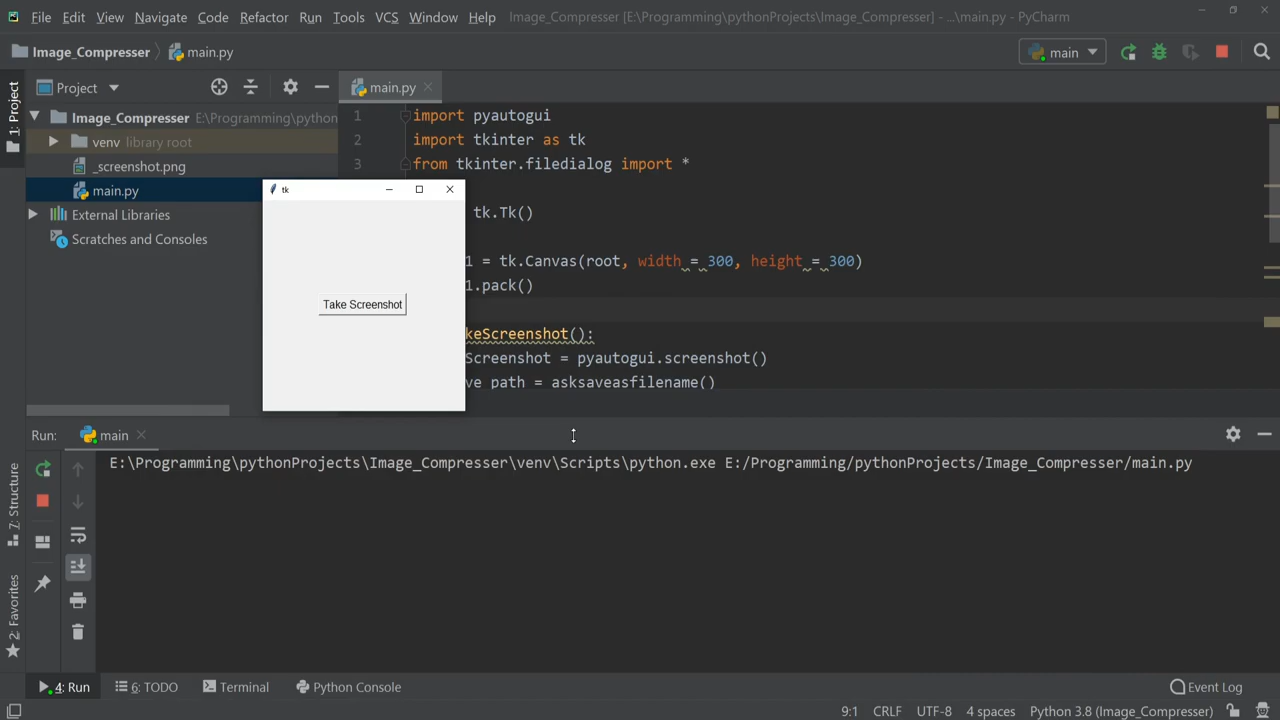 File Edit View Navigate Code Refactor Run Tools VCS Window Help Image_Compresser [E:\Programming\pythonProjects\Image_Compresser] - ...\main.py - PyCharm
Image_Compresser main.py main
1: Project
Project main.py
Image_Compresser E:\Programming\python
venv library root
_screenshot.png
main.py
External Libraries
Scratches and Consoles
1 import pyautogui
2 import tkinter as tk
3 from tkinter.filedialog import *
tk.Tk()
1 = tk.Canvas(root, width = 300, height = 300)
1.pack()
keScreenshot():
Screenshot = pyautogui.screenshot()
ve path = asksaveasfilename()
tk
Take Screenshot
Run: main
E:\Programming\pythonProjects\Image_Compresser\venv\Scripts\python.exe E:/Programming/pythonProjects/Image_Compresser/main.py
7: Structure
2: Favorites
4: Run 6: TODO Terminal Python Console Event Log
9:1 CRLF UTF-8 4 spaces Python 3.8 (Image_Compresser)